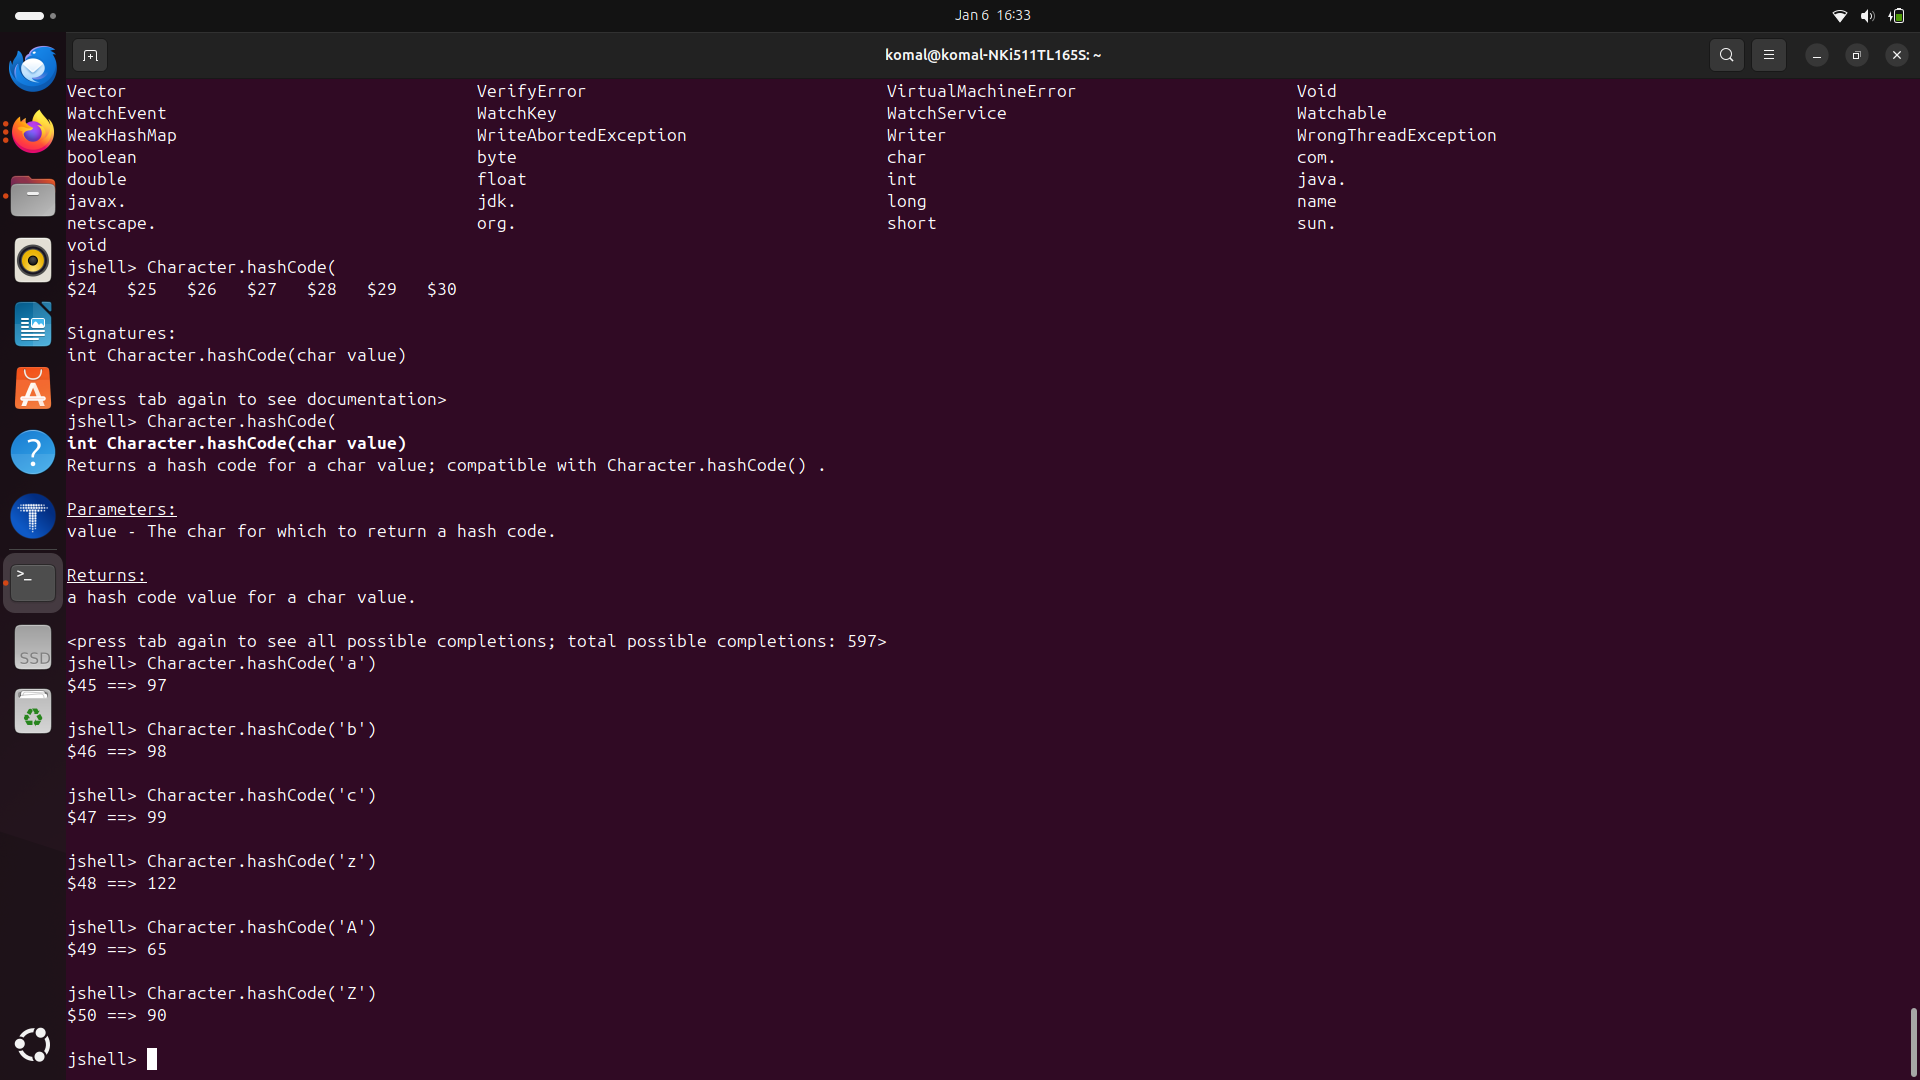 Jan 6 16:33
komal@komal-NKi511TL165S: ~
Vector VerifyError VirtualMachineError Void
WatchEvent WatchKey WatchService Watchable
WeakHashMap WriteAbortedException Writer WrongThreadException
boolean byte char com.
double float int java.
javax. jdk. long name
netscape. org. short sun.
void
jshell> Character.hashCode(
$24 $25 $26 $27 $28 $29 $30
Signatures:
int Character.hashCode(char value)
<press tab again to see documentation>
jshell> Character.hashCode(
int Character.hashCode(char value)
Returns a hash code for a char value; compatible with Character.hashCode() .
Parameters:
value - The char for which to return a hash code.
Returns:
a hash code value for a char value.
<press tab again to see all possible completions; total possible completions: 597>
jshell> Character.hashCode('a')
$45 ==> 97
jshell> Character.hashCode('b')
$46 ==> 98
jshell> Character.hashCode('c')
$47 ==> 99
jshell> Character.hashCode('z')
$48 ==> 122
jshell> Character.hashCode('A')
$49 ==> 65
jshell> Character.hashCode('Z')
$50 ==> 90
jshell>
?
T
>_
SSD